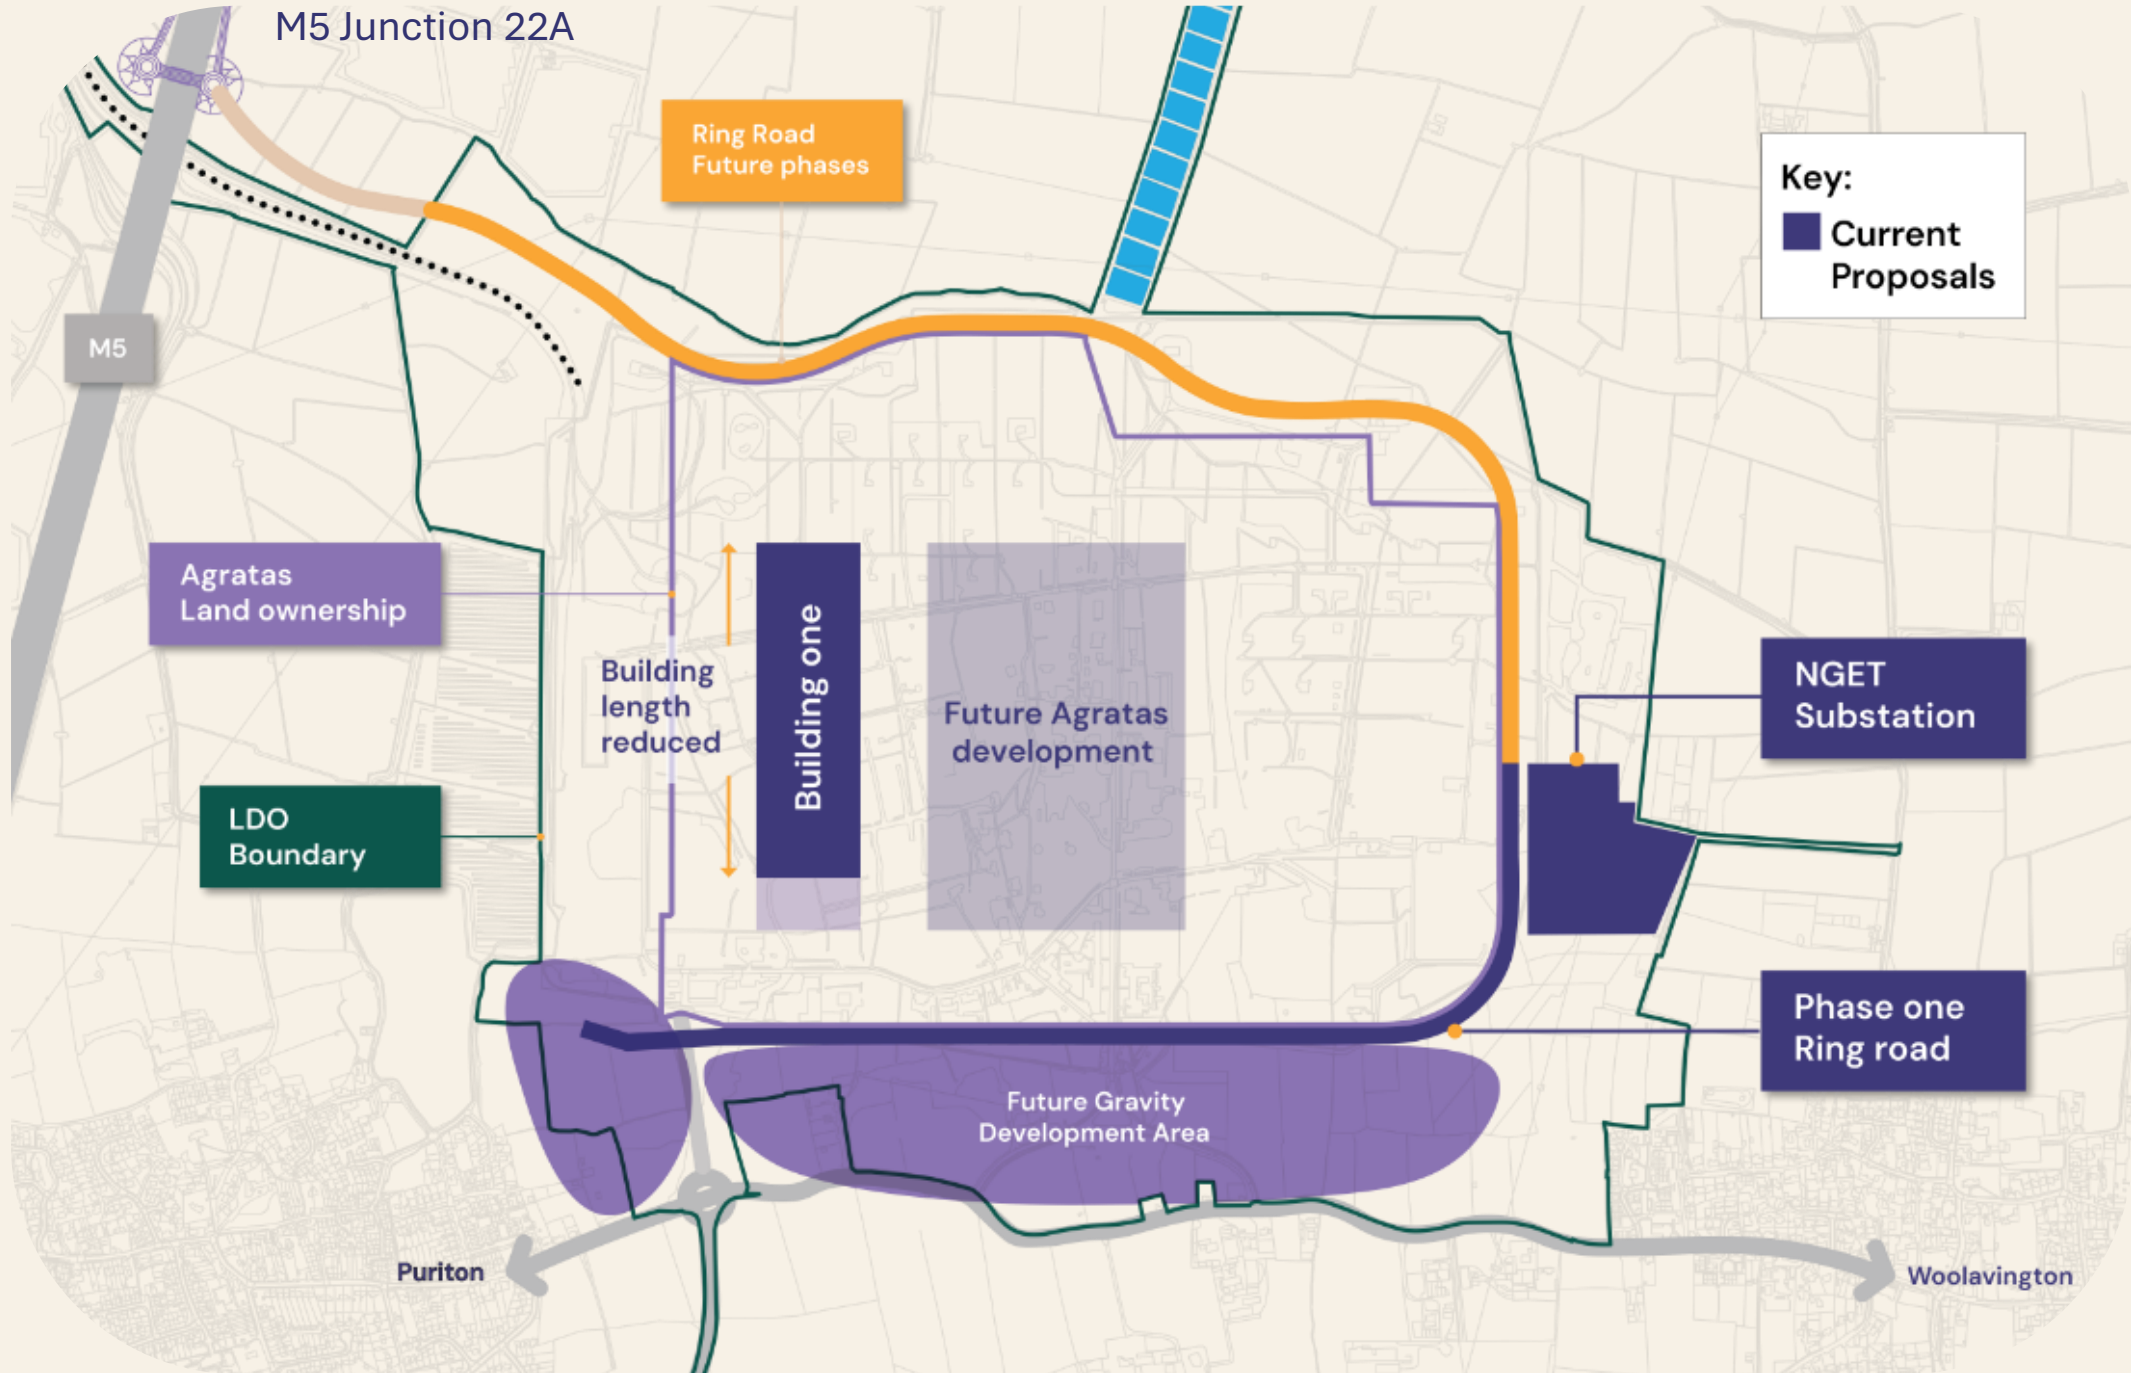 M5 Junction 22A
Ring Road
Future phases
Key:
Current
Proposals
M5
Agratas
Land ownership
Building
length
reduced
Building one
Future Agratas
development
NGET
Substation
LDO
Boundary
Phase one
Ring road
Future Gravity
Development Area
Puriton
Woolavington